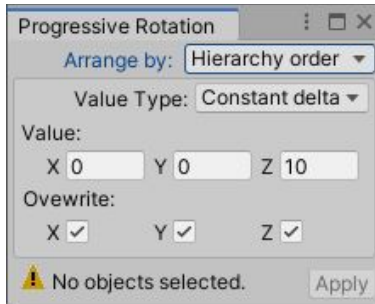 Progressive Rotation
Arrange by: Hierarchy order
Value Type: Constant delta
Value:
X 0 Y 0 Z 10
Ovewrite:
X Y Z
No objects selected. Apply